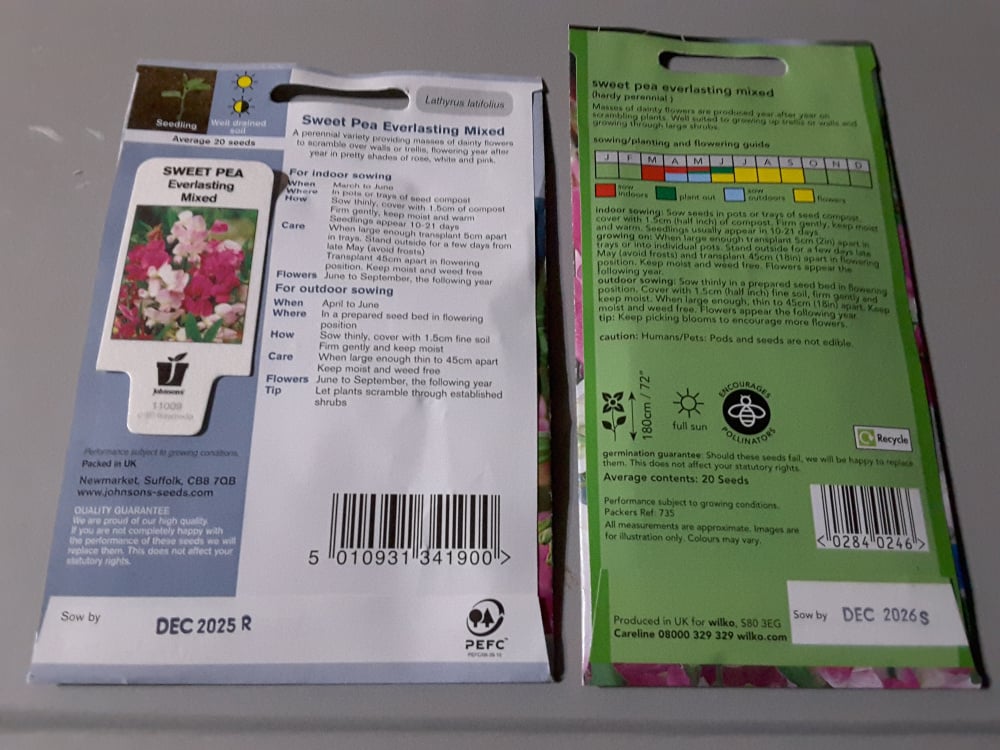 Seedling
Well drained
soil
Average 20 seeds
SWEET PEA
Everlasting
Mixed
Johnsons
11009
Performance subject to growing conditions.
Packed in UK
Newmarket, Suffolk, CB8 7QB
www.johnsons-seeds.com
QUALITY GUARANTEE
We are proud of our high quality.
If you are not completely happy with
the performance of these seeds we will
replace them. This does not affect your
statutory rights.
Sow by
DEC 2025 R
Lathyrus latifolius
Sweet Pea Everlasting Mixed
A perennial variety providing masses of dainty flowers
to scramble over walls or trellis, flowering year after
year in pretty shades of rose, white and pink.
For indoor sowing
When March to June
Where In pots or trays of seed compost
How Sow thinly, cover with 1.5cm of compost
Firm gently, keep moist and warm
Seedlings appear 10-21 days
Care When large enough transplant 5cm apart
in trays. Stand outside for a few days from
late May (avoid frosts)
Transplant 45cm apart in flowering
position. Keep moist and weed free
Flowers June to September, the following year
For outdoor sowing
When April to June
Where In a prepared seed bed in flowering
position
How Sow thinly, cover with 1.5cm fine soil
Firm gently and keep moist
Care When large enough thin to 45cm apart
Keep moist and weed free
Flowers June to September, the following year
Tip Let plants scramble through established
shrubs
5 010931 341900 >
PEFC™
sweet pea everlasting mixed
(hardy perennial )
Masses of dainty flowers are produced year after year on
scrambling plants. Well suited to growing up trellis or walls and
growing through large shrubs.
sowing/planting and flowering guide
J F M A M J J A S O N D
sow indoors plant out sow outdoors flowers
indoor sowing: Sow seeds in pots or trays of seed compost,
cover with 1.5cm (half inch) of compost. Firm gently, keep moist
and warm. Seedlings usually appear in 10-21 days.
growing on: When large enough transplant 5cm (2in) apart in
trays or into individual pots. Stand outside for a few days late
May (avoid frosts) and transplant 45cm (18in) apart in flowering
position. Keep moist and weed free. Flowers appear the
following year.
outdoor sowing: Sow thinly in a prepared seed bed in flowering
position. Cover with 1.5cm (half inch) fine soil, firm gently and
keep moist. When large enough, thin to 45cm (18in) apart. Keep
moist and weed free. Flowers appear the following year.
tip: Keep picking blooms to encourage more flowers.
caution: Humans/Pets: Pods and seeds are not edible.
180cm / 72"
full sun
ENCOURAGES
POLLINATORS
Recycle
germination guarantee: Should these seeds fail, we will be happy to replace
them. This does not affect your statutory rights.
Average contents: 20 Seeds
Performance subject to growing conditions.
Packers Ref: 735
All measurements are approximate. Images are
for illustration only. Colours may vary.
<0284 0246>
Produced in UK for wilko, S80 3EG
Careline 08000 329 329 wilko.com
Sow by DEC 2026 S